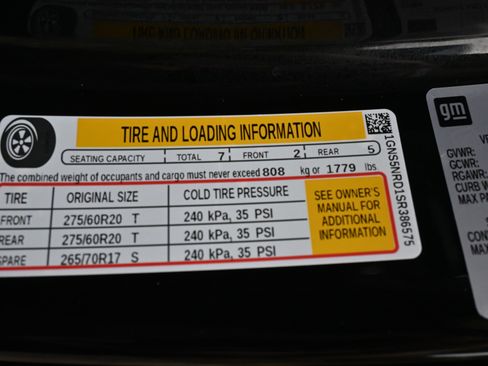 TIRE AND LOADING INFORMATION
SEATING CAPACITY | TOTAL 7 | FRONT 2 | REAR 5
The combined weight of occupants and cargo must never exceed 808 kg or 1779 lbs
TIRE ORIGINAL SIZE COLD TIRE PRESSURE
FRONT 275/60R20 T 240 kPa, 35 PSI
REAR 275/60R20 T 240 kPa, 35 PSI
SPARE 265/70R17 S 240 kPa, 35 PSI
SEE OWNER'S
MANUAL FOR
ADDITIONAL
INFORMATION
1GNS5NRD1SR386575
gm
GVWR:
GCWR:
RGAWR:
CURB W
MAX PA